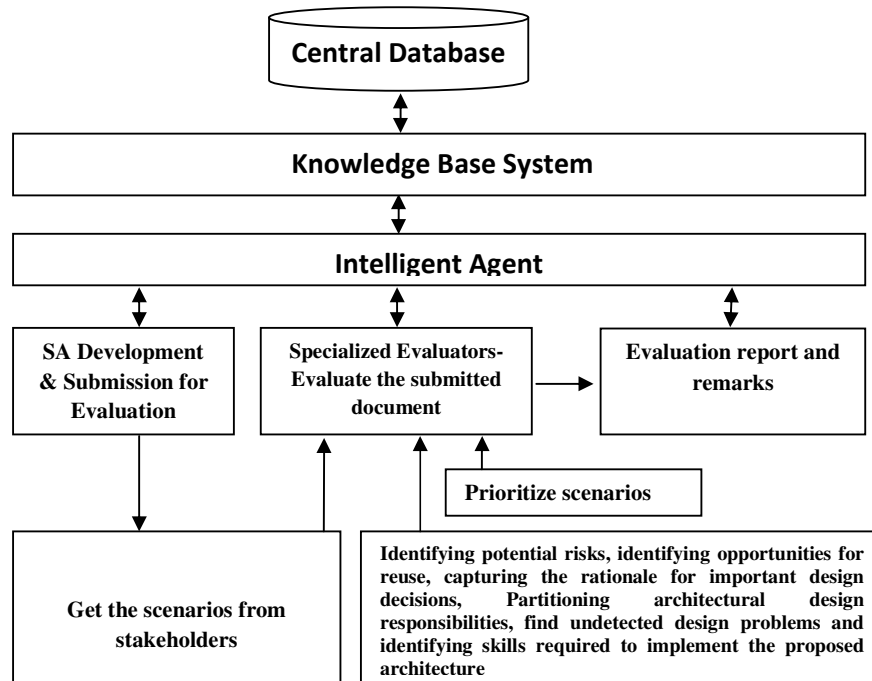 Central Database
Knowledge Base System
Intelligent Agent
SA Development
& Submission for
Evaluation
Specialized Evaluators-
Evaluate the submitted
document
Evaluation report and
remarks
Prioritize scenarios
Get the scenarios from
stakeholders
Identifying potential risks, identifying opportunities for
reuse, capturing the rationale for important design
decisions, Partitioning architectural design
responsibilities, find undetected design problems and
identifying skills required to implement the proposed
architecture